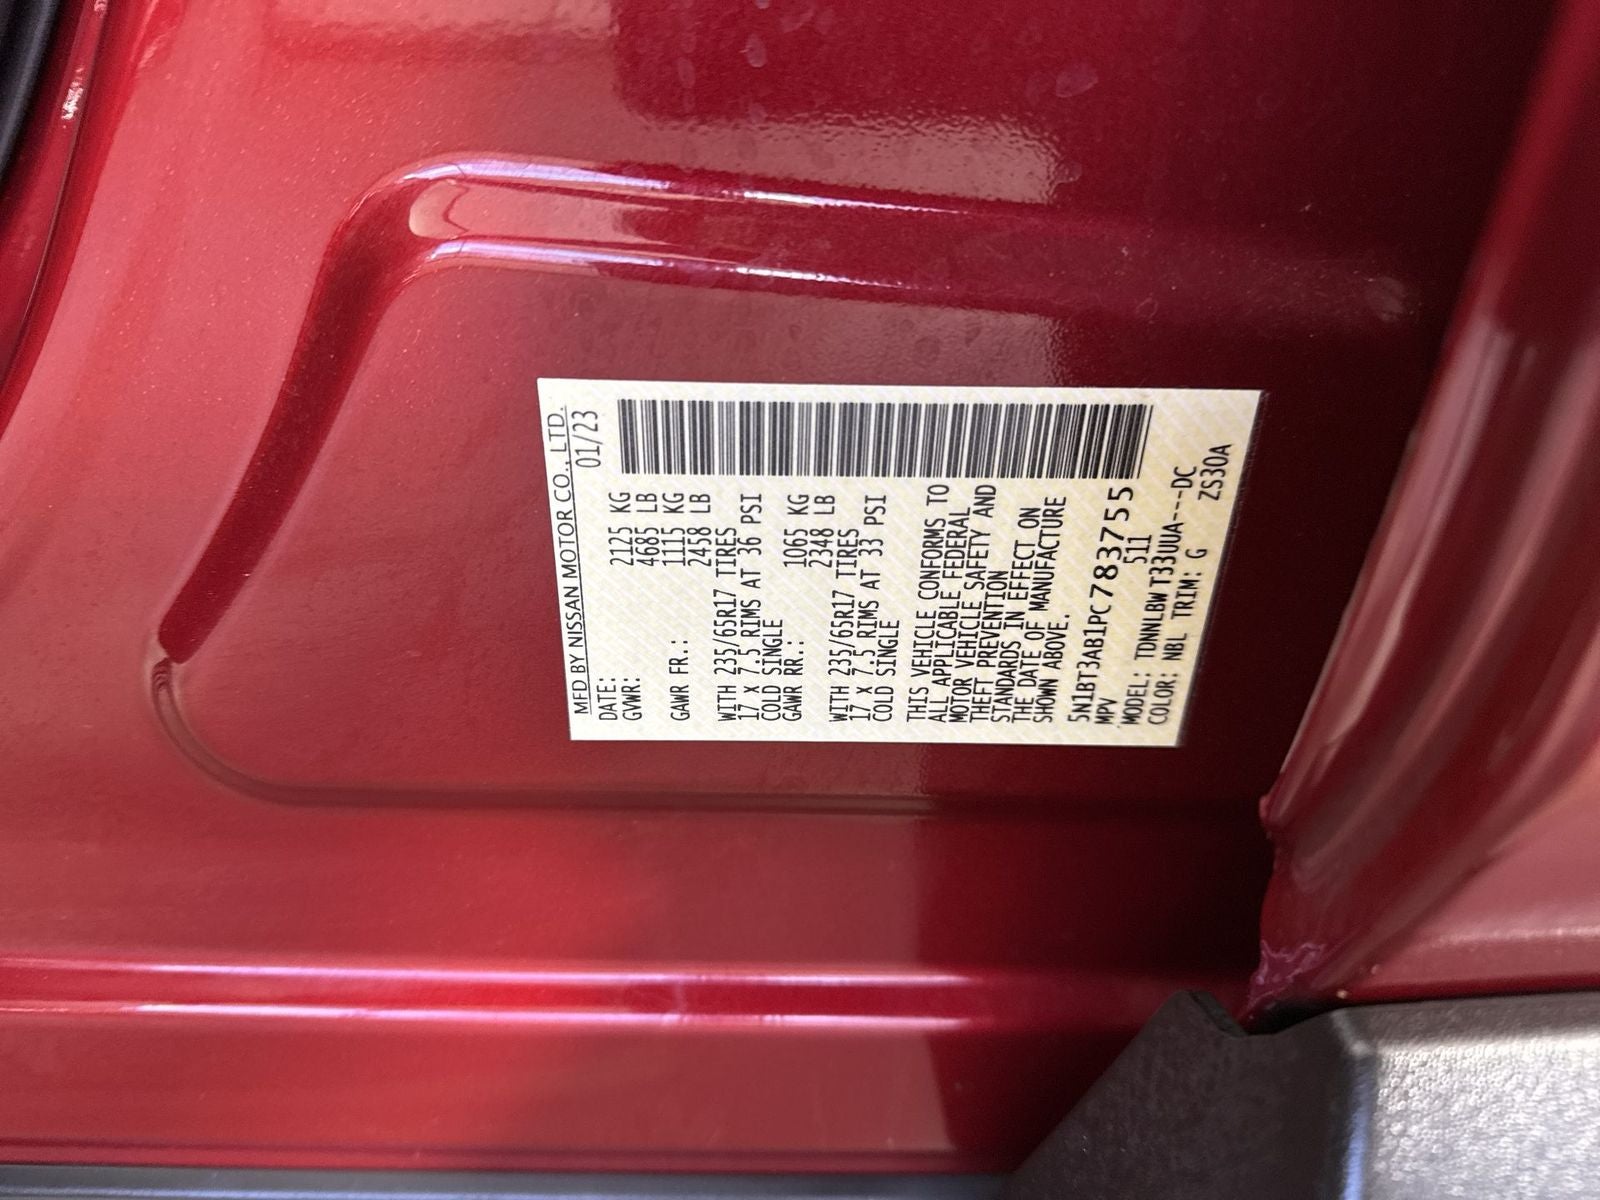 MFD BY NISSAN MOTOR CO., LTD.
DATE: 01/23
GVWR: 2125 KG
4685 LB
GAWR FR.: 1115 KG
2458 LB
WITH 235/65R17 TIRES
17 X 7.5 RIMS AT 36 PSI
COLD SINGLE
GAWR RR.: 1065 KG
2348 LB
WITH 235/65R17 TIRES
17 X 7.5 RIMS AT 33 PSI
COLD SINGLE
THIS VEHICLE CONFORMS TO
ALL APPLICABLE FEDERAL
MOTOR VEHICLE SAFETY AND
THEFT PREVENTION
STANDARDS IN EFFECT ON
THE DATE OF MANUFACTURE
SHOWN ABOVE.
5N1BT3AB1PC783755
MPV 511
MODEL: TDNNLBW T33UUA---DC
COLOR: NBL TRIM: G ZS30A